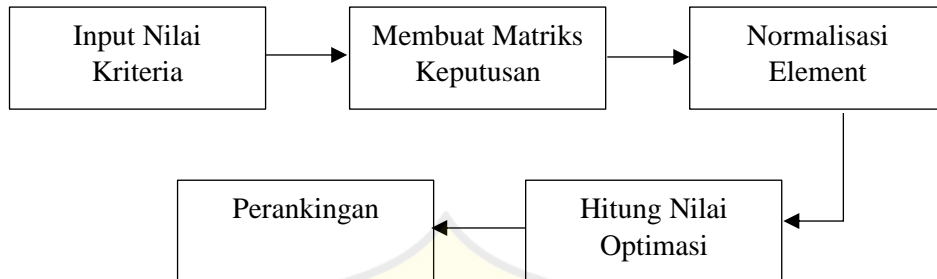 Input Nilai
Kriteria
Membuat Matriks
Keputusan
Normalisasi
Element
Perankingan
Hitung Nilai
Optimasi